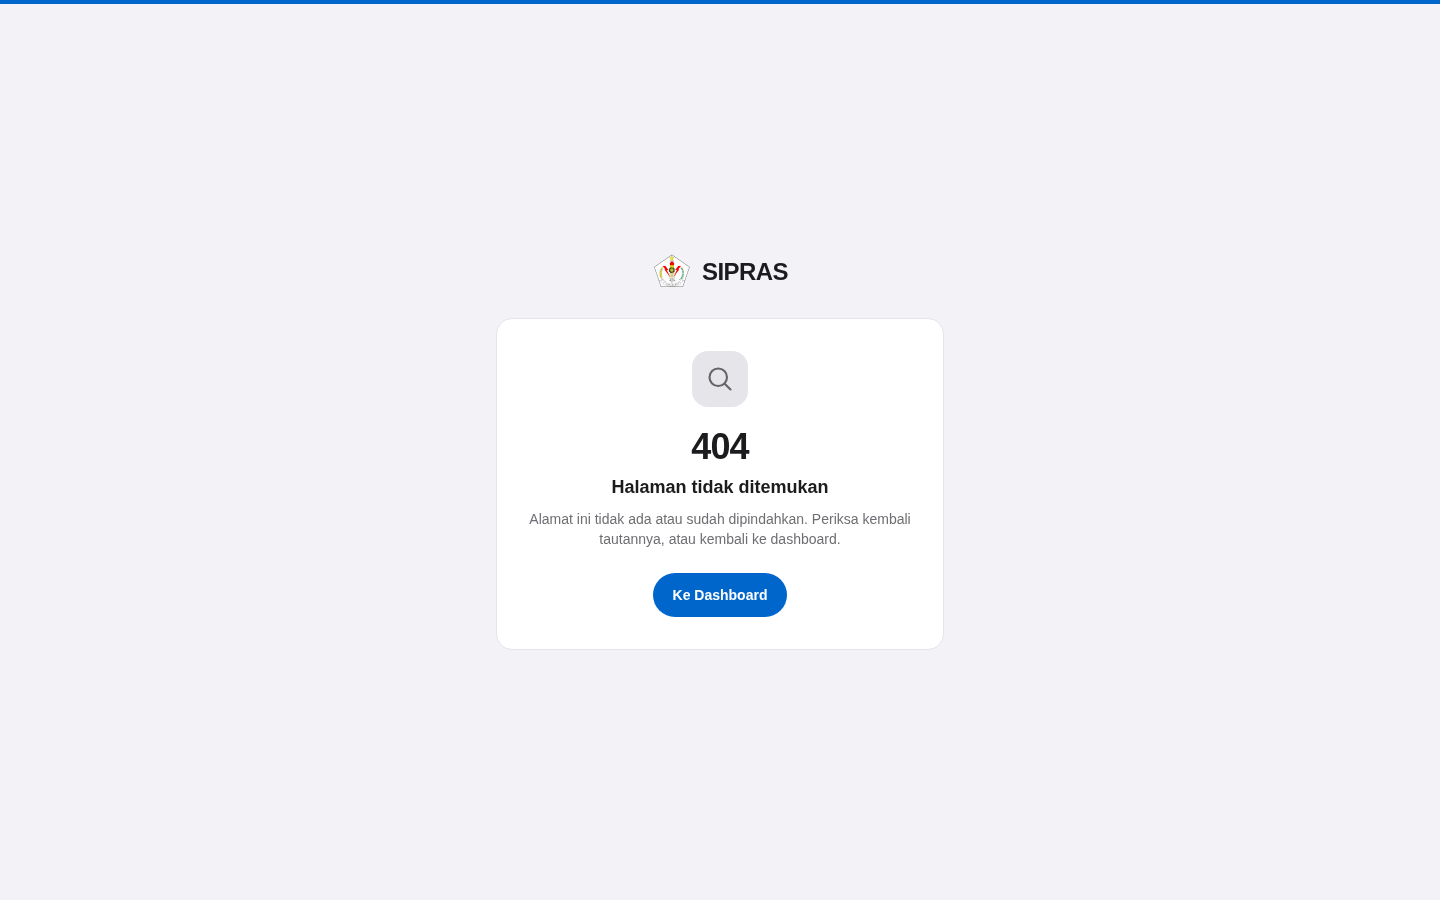 SIPRAS
404
Halaman tidak ditemukan
Alamat ini tidak ada atau sudah dipindahkan. Periksa kembali
tautannya, atau kembali ke dashboard.
Ke Dashboard